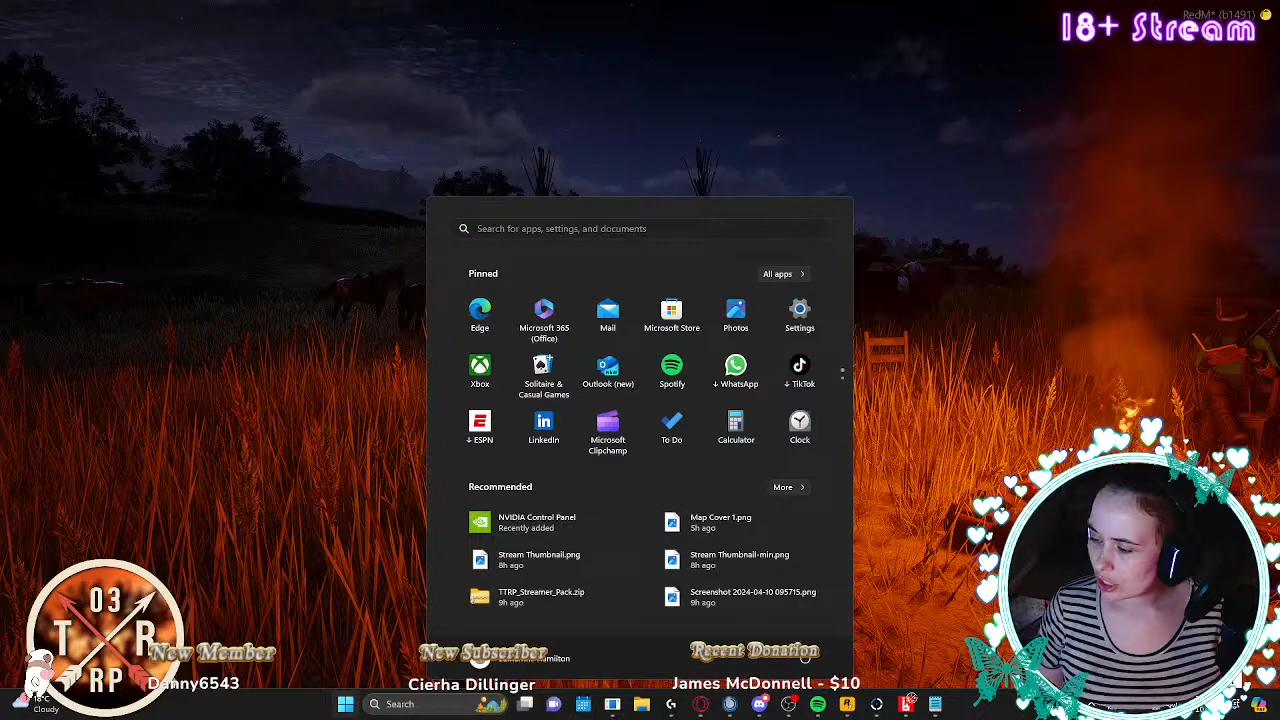 RedM* (b1491)
18+ Stream
Search for apps, settings, and documents
Pinned
All apps
Edge
Microsoft 365 (Office)
Mail
Microsoft Store
Photos
Settings
Xbox
Solitaire & Casual Games
Outlook (new)
Spotify
WhatsApp
TikTok
ESPN
LinkedIn
Microsoft Clipchamp
To Do
Calculator
Clock
Recommended
More
NVIDIA Control Panel
Recently added
Map Cover 1.png
5h ago
Stream Thumbnail.png
8h ago
Stream Thumbnail-min.png
8h ago
TTRP_Streamer_Pack.zip
9h ago
Screenshot 2024-04-10 095715.png
9h ago
03
T R
RP
New Member
Danny6543
New Subscriber
Cierha Dillinger
Recent Donation
James McDonnell - $10
Cloudy
Search